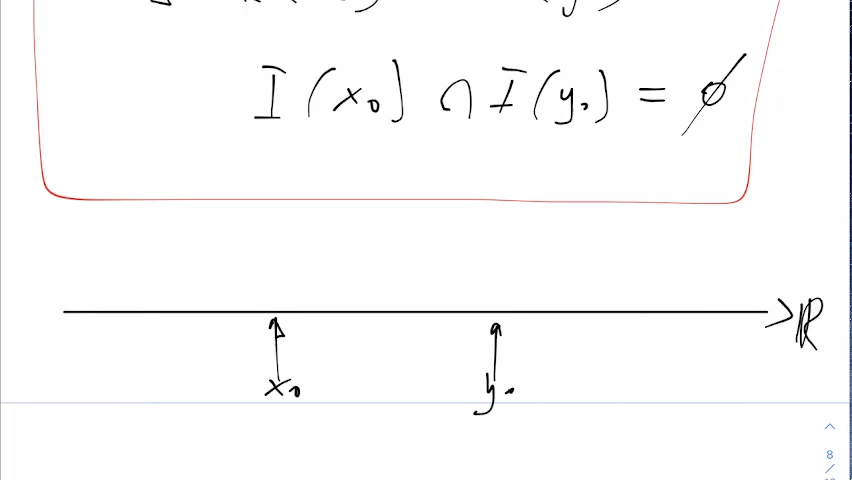 I(x₀) ∩ I(y₀) = ∅
ℝ
x₀ y₀
8
/